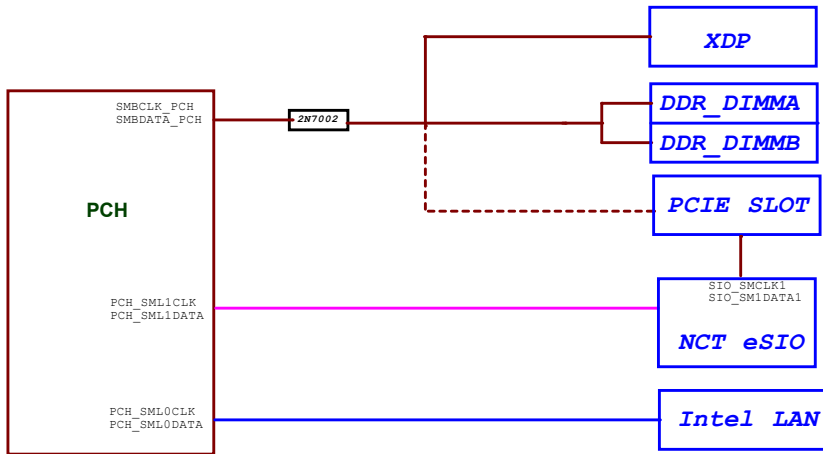 XDP
SMBCLK_PCH
SMBDATA_PCH
2N7002
DDR_DIMMA
DDR_DIMMB
PCH
PCIE SLOT
PCH_SML1CLK
PCH_SML1DATA
SIO_SMCLK1
SIO_SM1DATA1
NCT eSIO
PCH_SML0CLK
PCH_SML0DATA
Intel LAN